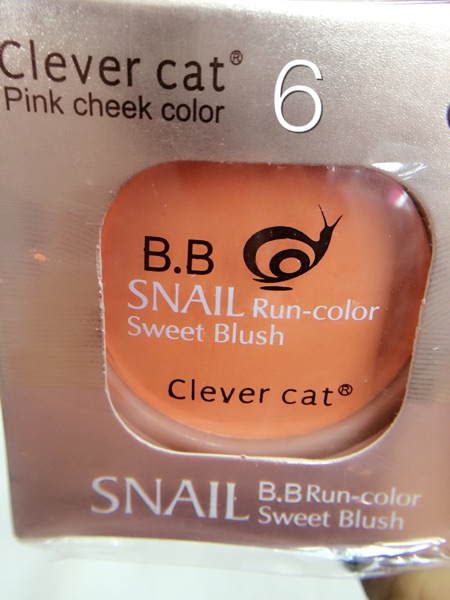 Clever cat®
Pink cheek color
6
B.B
SNAIL Run-color
Sweet Blush
Clever cat®
SNAIL B.B Run-color
Sweet Blush